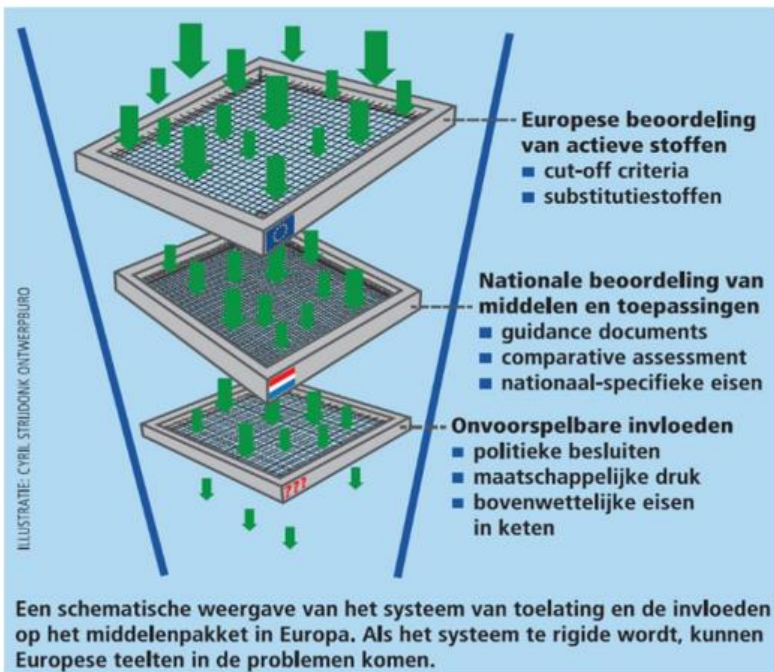 Europese beoordeling
van actieve stoffen
■ cut-off criteria
■ substitutiestoffen
Nationale beoordeling van
middelen en toepassingen
■ guidance documents
■ comparative assessment
■ nationaal-specifieke eisen
Onvoorspelbare invloeden
■ politieke besluiten
■ maatschappelijke druk
■ bovenwettelijke eisen
in keten
???
ILLUSTRATIE: CYRIL STRIJDONK ONTWERPBURO
Een schematische weergave van het systeem van toelating en de invloeden
op het middelenpakket in Europa. Als het systeem te rigide wordt, kunnen
Europese teelten in de problemen komen.